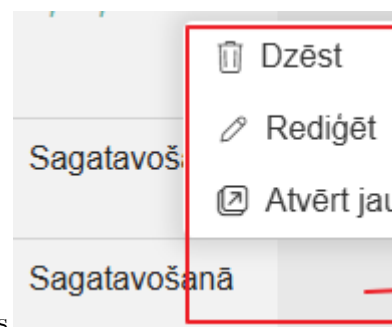 Dzēst
Rediģēt
Sagatavoš
Atvērt jau
Sagatavošanā
s